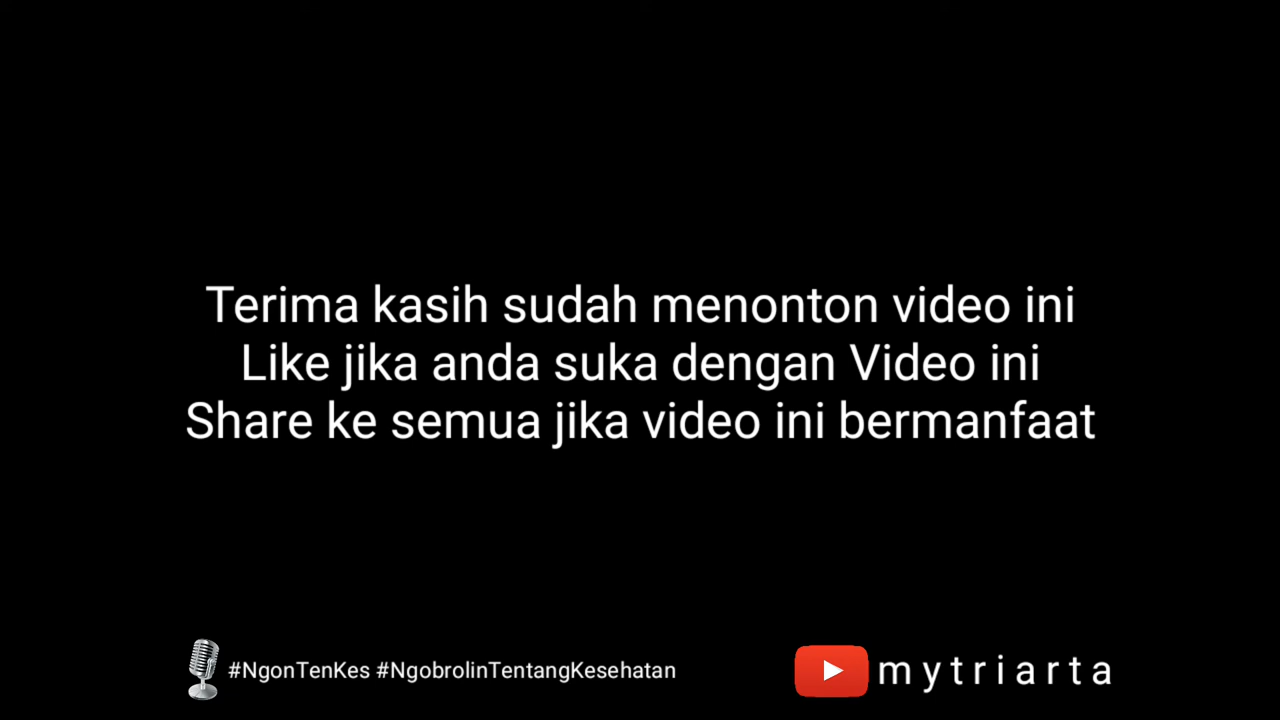 Terima kasih sudah menonton video ini
Like jika anda suka dengan Video ini
Share ke semua jika video ini bermanfaat
#NgonTenKes #NgobrolinTentangKesehatan
mytriarta